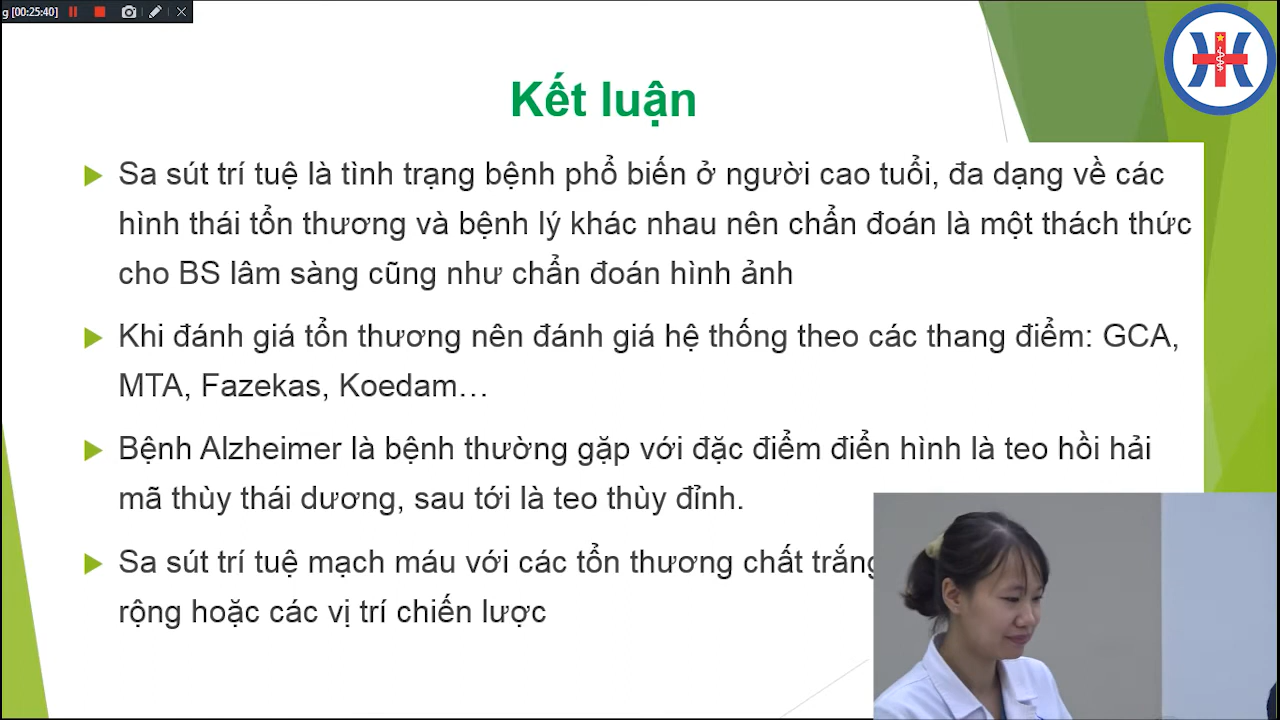 g [00:25:40]
Kết luận
Sa sút trí tuệ là tình trạng bệnh phổ biến ở người cao tuổi, đa dạng về các
hình thái tổn thương và bệnh lý khác nhau nên chẩn đoán là một thách thức
cho BS lâm sàng cũng như chẩn đoán hình ảnh
Khi đánh giá tổn thương nên đánh giá hệ thống theo các thang điểm: GCA,
MTA, Fazekas, Koedam…
Bệnh Alzheimer là bệnh thường gặp với đặc điểm điển hình là teo hồi hải
mã thùy thái dương, sau tới là teo thùy đỉnh.
Sa sút trí tuệ mạch máu với các tổn thương chất trắng
rộng hoặc các vị trí chiến lược